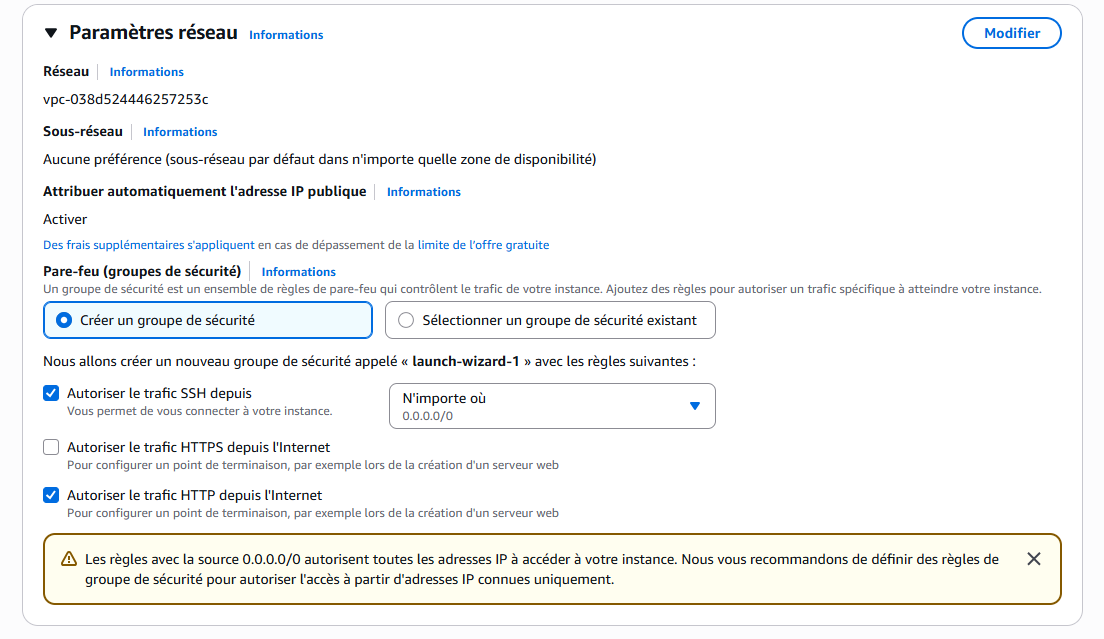 Paramètres réseau Informations
Modifier
Réseau Informations
vpc-038d524446257253c
Sous-réseau Informations
Aucune préférence (sous-réseau par défaut dans n'importe quelle zone de disponibilité)
Attribuer automatiquement l'adresse IP publique Informations
Activer
Des frais supplémentaires s'appliquent en cas de dépassement de la limite de l'offre gratuite
Pare-feu (groupes de sécurité) Informations
Un groupe de sécurité est un ensemble de règles de pare-feu qui contrôlent le trafic de votre instance. Ajoutez des règles pour autoriser un trafic spécifique à atteindre votre instance.
Créer un groupe de sécurité
Sélectionner un groupe de sécurité existant
Nous allons créer un nouveau groupe de sécurité appelé « launch-wizard-1 » avec les règles suivantes :
Autoriser le trafic SSH depuis
Vous permet de vous connecter à votre instance.
N'importe où
0.0.0.0/0
Autoriser le trafic HTTPS depuis l'Internet
Pour configurer un point de terminaison, par exemple lors de la création d'un serveur web
Autoriser le trafic HTTP depuis l'Internet
Pour configurer un point de terminaison, par exemple lors de la création d'un serveur web
Les règles avec la source 0.0.0.0/0 autorisent toutes les adresses IP à accéder à votre instance. Nous vous recommandons de définir des règles de
groupe de sécurité pour autoriser l'accès à partir d'adresses IP connues uniquement.